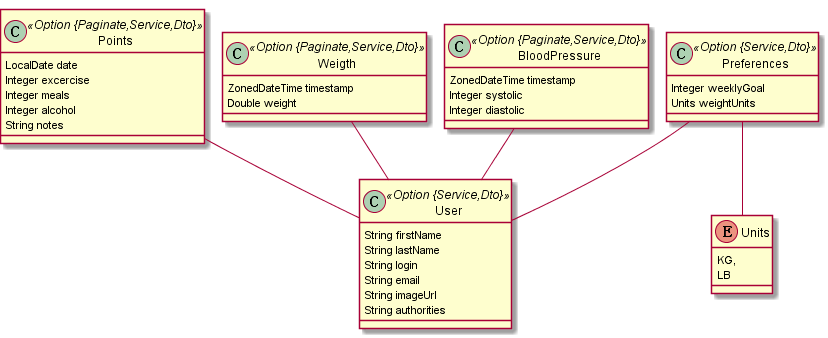 C «Option {Paginate,Service,Dto}»
Points
LocalDate date
Integer excercise
Integer meals
Integer alcohol
String notes
C «Option {Paginate,Service,Dto}»
Weigth
ZonedDateTime timestamp
Double weight
C «Option {Paginate,Service,Dto}»
BloodPressure
ZonedDateTime timestamp
Integer systolic
Integer diastolic
C «Option {Service,Dto}»
Preferences
Integer weeklyGoal
Units weightUnits
C «Option {Service,Dto}»
User
String firstName
String lastName
String login
String email
String imageUrl
String authorities
E Units
KG,
LB